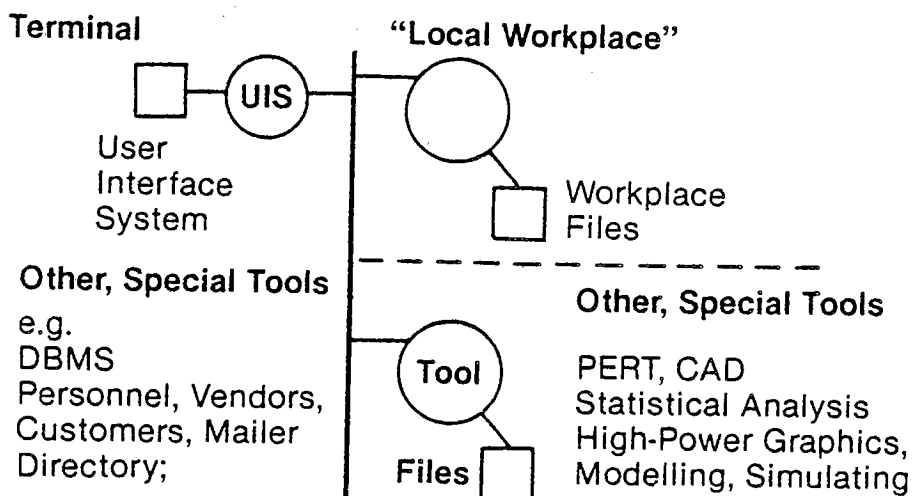 Terminal
“Local Workplace”
UIS
User
Interface
System
Workplace
Files
Other, Special Tools
e.g.
DBMS
Personnel, Vendors,
Customers, Mailer
Directory;
Tool
Files
Other, Special Tools
PERT, CAD
Statistical Analysis
High-Power Graphics,
Modelling, Simulating